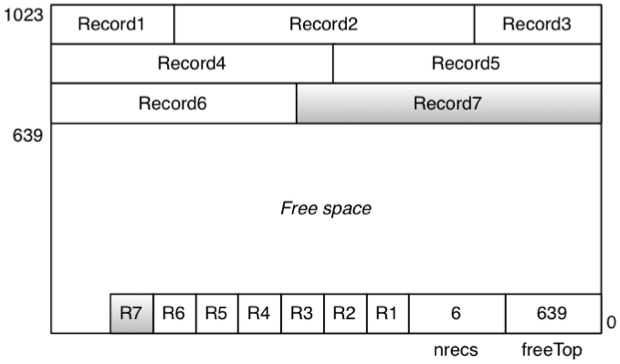 1023
Record1 Record2 Record3
Record4 Record5
Record6 Record7
639
Free space
R7 R6 R5 R4 R3 R2 R1 6 639 0
nrecs freeTop